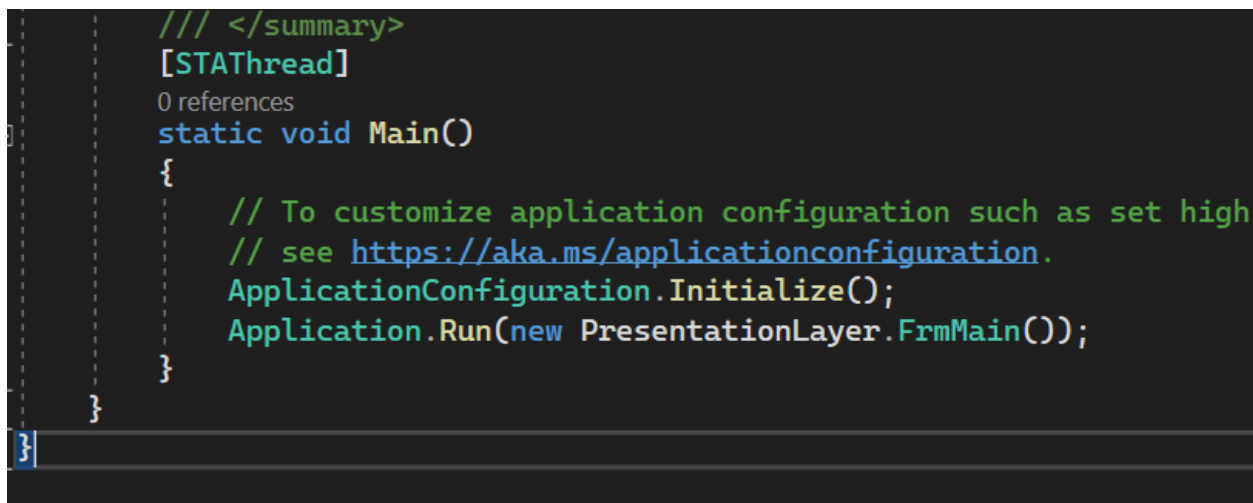 /// </summary>
[STAThread]
0 references
static void Main()
{
// To customize application configuration such as set high
// see https://aka.ms/applicationconfiguration.
ApplicationConfiguration.Initialize();
Application.Run(new PresentationLayer.FrmMain());
}
}
}